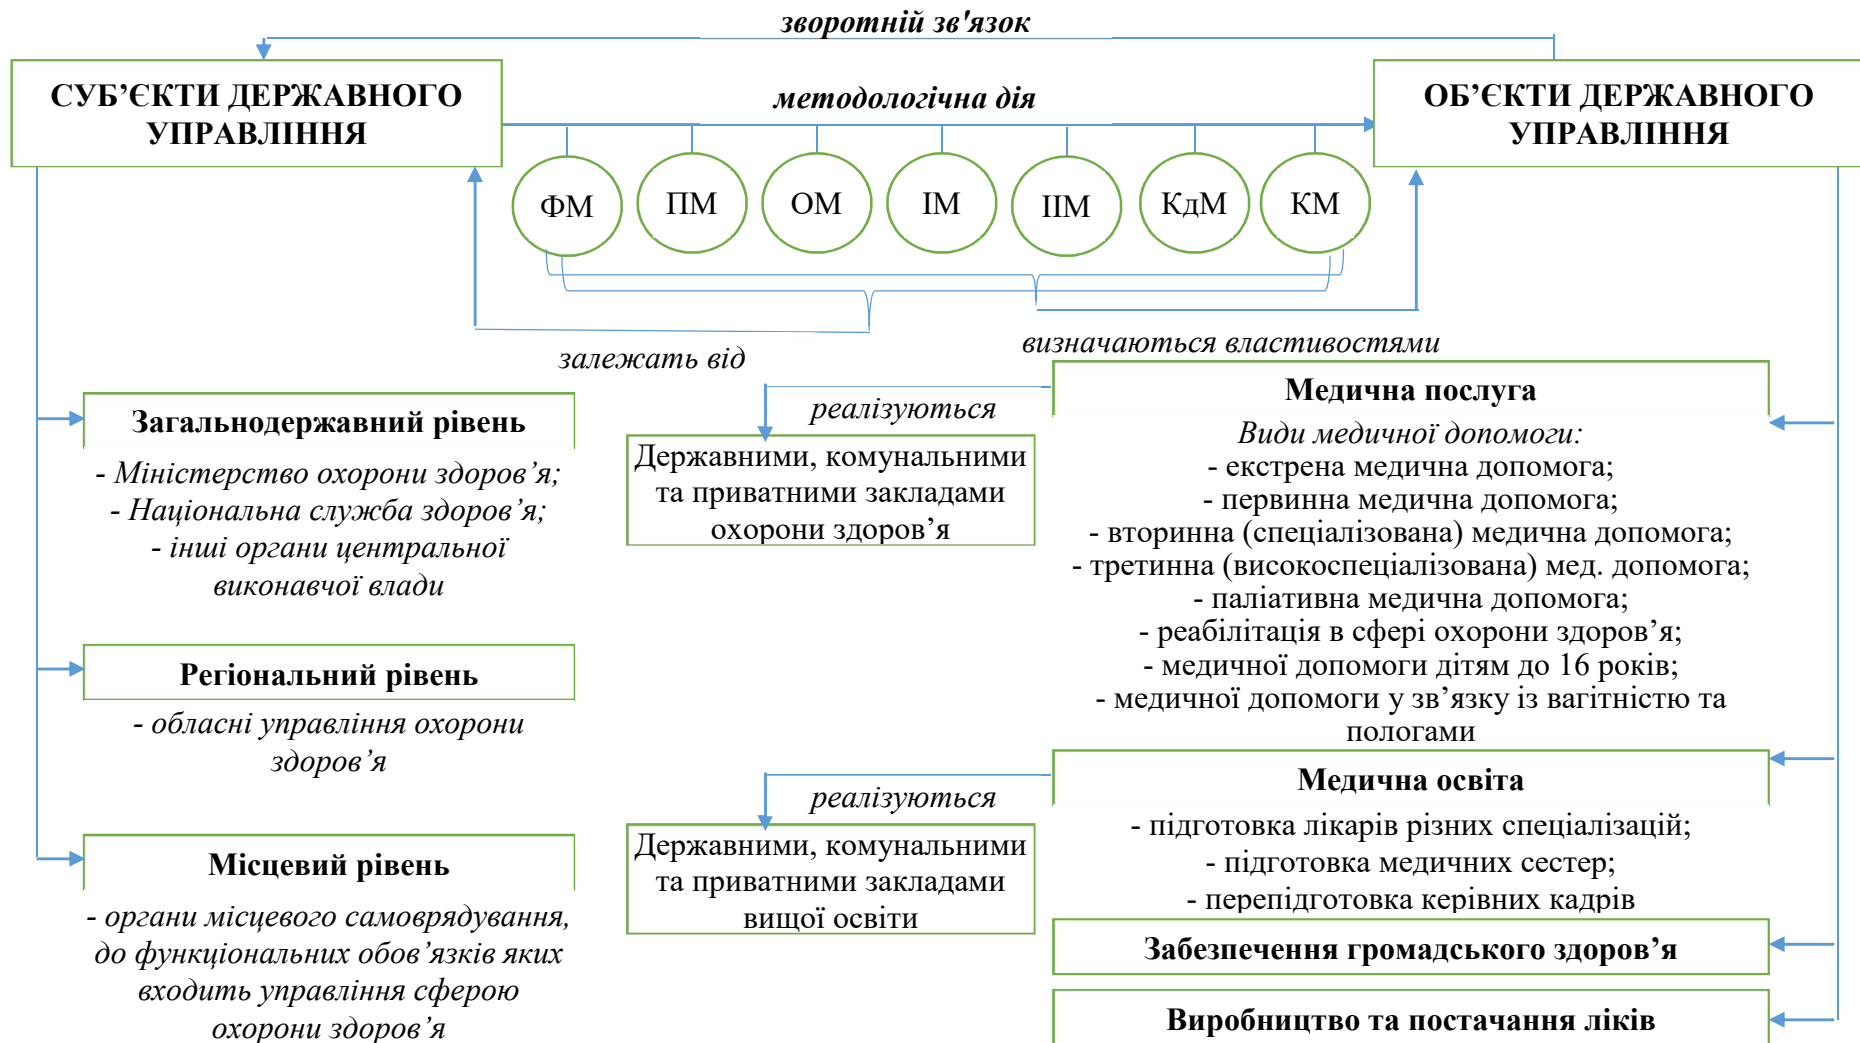 зворотній зв'язок
СУБ’ЄКТИ ДЕРЖАВНОГО
УПРАВЛІННЯ
методологічна дія
ОБ’ЄКТИ ДЕРЖАВНОГО
УПРАВЛІННЯ
ФМ
ПМ
ОМ
ІМ
ІІМ
КдМ
КМ
залежать від
визначаються властивостями
Загальнодержавний рівень
- Міністерство охорони здоров’я;
- Національна служба здоров’я;
- інші органи центральної
виконавчої влади
Регіональний рівень
- обласні управління охорони
здоров’я
Місцевий рівень
- органи місцевого самоврядування,
до функціональних обов’язків яких
входить управління сферою
охорони здоров’я
реалізуються
Державними, комунальними
та приватними закладами
охорони здоров’я
Медична послуга
Види медичної допомоги:
- екстрена медична допомога;
- первинна медична допомога;
- вторинна (спеціалізована) медична допомога;
- третинна (високоспеціалізована) мед. допомога;
- паліативна медична допомога;
- реабілітація в сфері охорони здоров’я;
- медичної допомоги дітям до 16 років;
- медичної допомоги у зв’язку із вагітністю та
пологами
реалізуються
Державними, комунальними
та приватними закладами
вищої освіти
Медична освіта
- підготовка лікарів різних спеціалізацій;
- підготовка медичних сестер;
- перепідготовка керівних кадрів
Забезпечення громадського здоров’я
Виробництво та постачання ліків